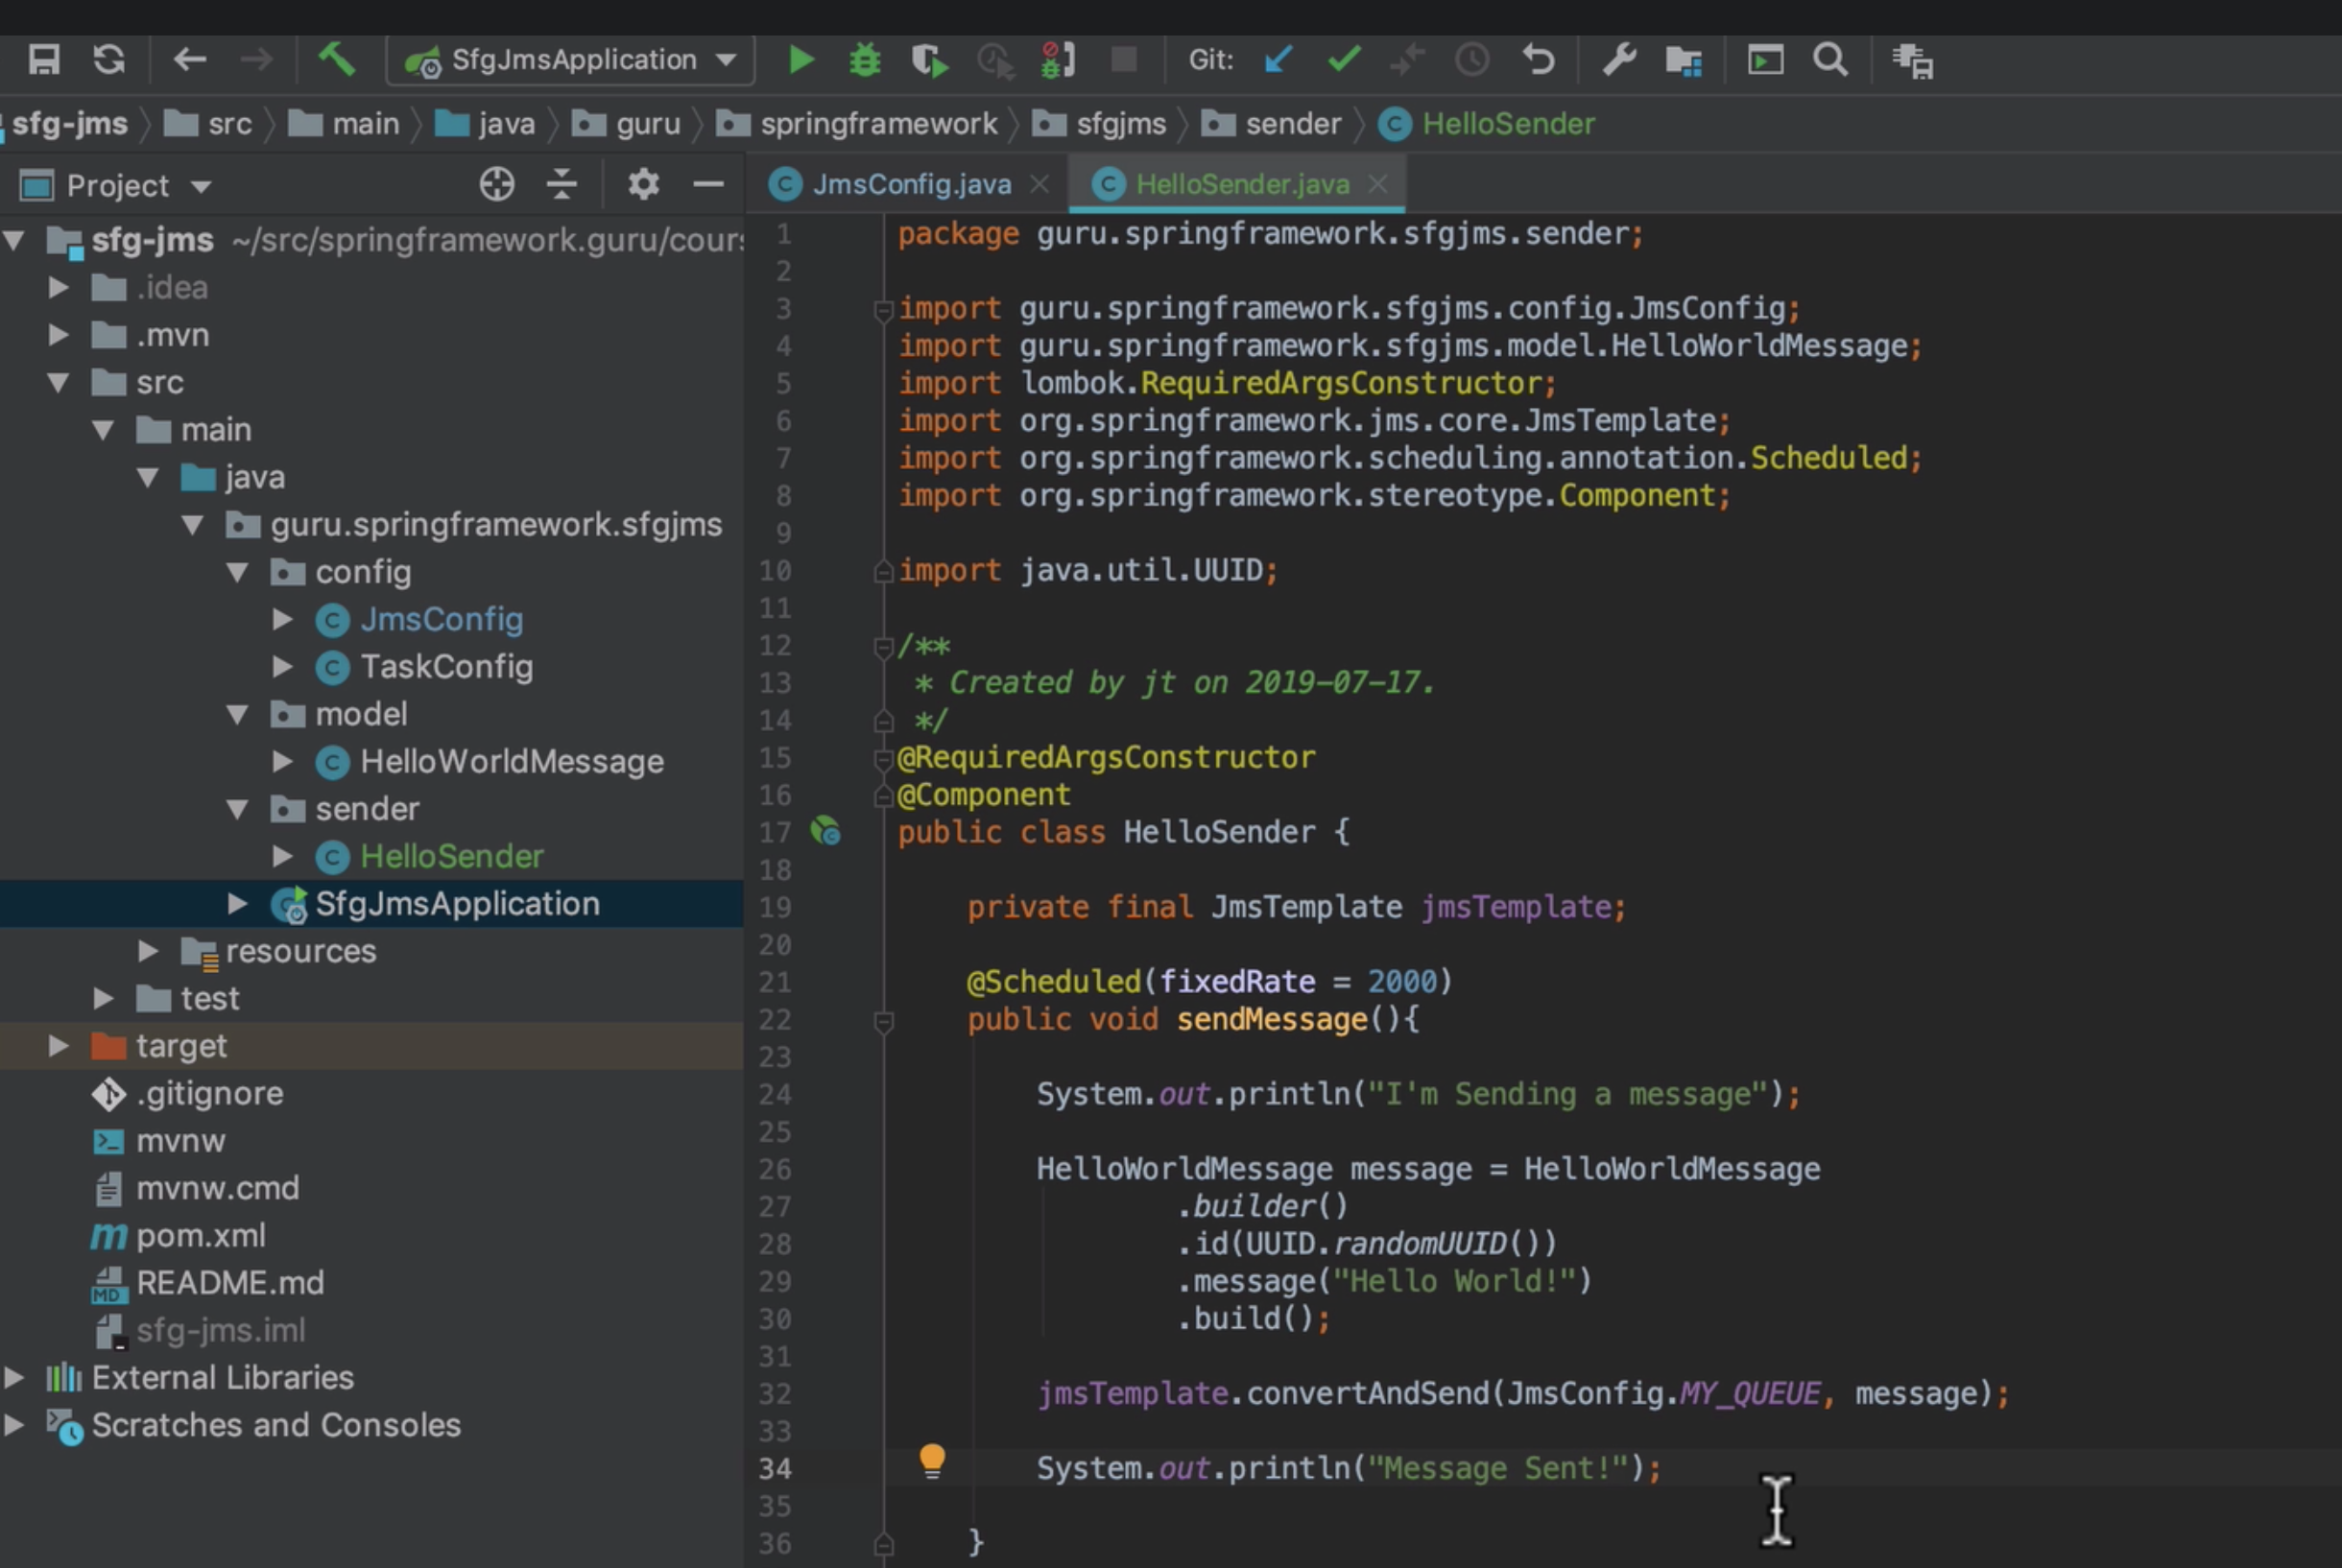 SfgJmsApplication Git:
sfg-jms src main java guru springframework sfgjms sender HelloSender
Project
JmsConfig.java HelloSender.java
sfg-jms ~/src/springframework.guru/cour
.idea
.mvn
src
main
java
guru.springframework.sfgjms
config
JmsConfig
TaskConfig
model
HelloWorldMessage
sender
HelloSender
SfgJmsApplication
resources
test
target
.gitignore
mvnw
mvnw.cmd
pom.xml
README.md
sfg-jms.iml
External Libraries
Scratches and Consoles
1 package guru.springframework.sfgjms.sender;
2
3 import guru.springframework.sfgjms.config.JmsConfig;
4 import guru.springframework.sfgjms.model.HelloWorldMessage;
5 import lombok.RequiredArgsConstructor;
6 import org.springframework.jms.core.JmsTemplate;
7 import org.springframework.scheduling.annotation.Scheduled;
8 import org.springframework.stereotype.Component;
9
10 import java.util.UUID;
11
12 /**
13 * Created by jt on 2019-07-17.
14 */
15 @RequiredArgsConstructor
16 @Component
17 public class HelloSender {
18
19 private final JmsTemplate jmsTemplate;
20
21 @Scheduled(fixedRate = 2000)
22 public void sendMessage(){
23
24 System.out.println("I'm Sending a message");
25
26 HelloWorldMessage message = HelloWorldMessage
27 .builder()
28 .id(UUID.randomUUID())
29 .message("Hello World!")
30 .build();
31
32 jmsTemplate.convertAndSend(JmsConfig.MY_QUEUE, message);
33
34 System.out.println("Message Sent!");
35
36 }